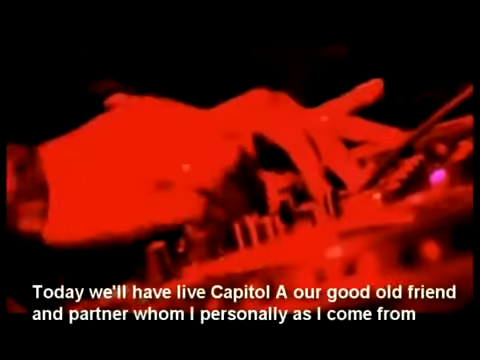 Today we'll have live Capitol A our good old friend
and partner whom I personally as I come from